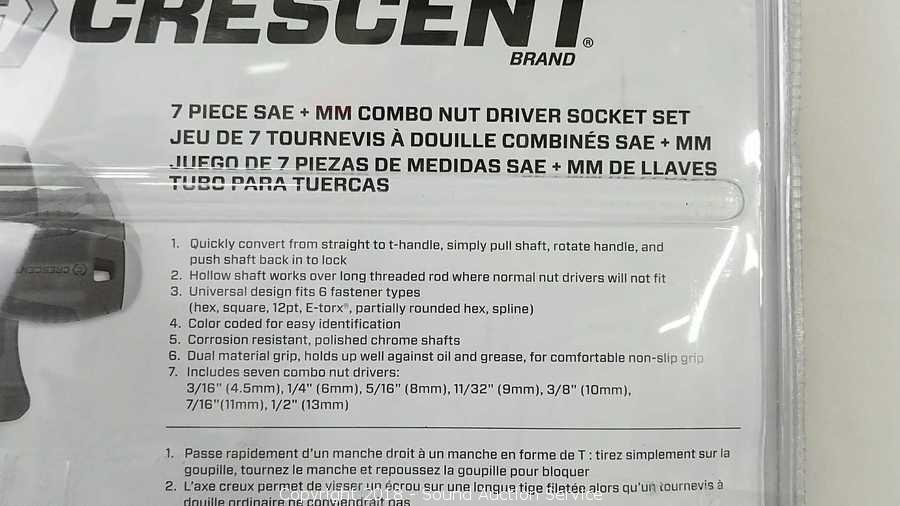 CRESCENT®
BRAND
7 PIECE SAE + MM COMBO NUT DRIVER SOCKET SET
JEU DE 7 TOURNEVIS À DOUILLE COMBINÉS SAE + MM
JUEGO DE 7 PIEZAS DE MEDIDAS SAE + MM DE LLAVES
TUBO PARA TUERCAS
CRESCENT
1. Quickly convert from straight to t-handle, simply pull shaft, rotate handle, and
push shaft back in to lock
2. Hollow shaft works over long threaded rod where normal nut drivers will not fit
3. Universal design fits 6 fastener types
(hex, square, 12pt, E-torx®, partially rounded hex, spline)
4. Color coded for easy identification
5. Corrosion resistant, polished chrome shafts
6. Dual material grip, holds up well against oil and grease, for comfortable non-slip grip
7. Includes seven combo nut drivers:
3/16" (4.5mm), 1/4" (6mm), 5/16" (8mm), 11/32" (9mm), 3/8" (10mm),
7/16"(11mm), 1/2" (13mm)
1. Passe rapidement d'un manche droit à un manche en forme de T : tirez simplement sur la
goupille, tournez le manche et repoussez la goupille pour bloquer
2. L'axe creux permet de visser un écrou sur une longue tige filetée alors qu'un tournevis à
douille ordinaire ne conviendrait pas
Copyright 2018 - Sound Auction Service